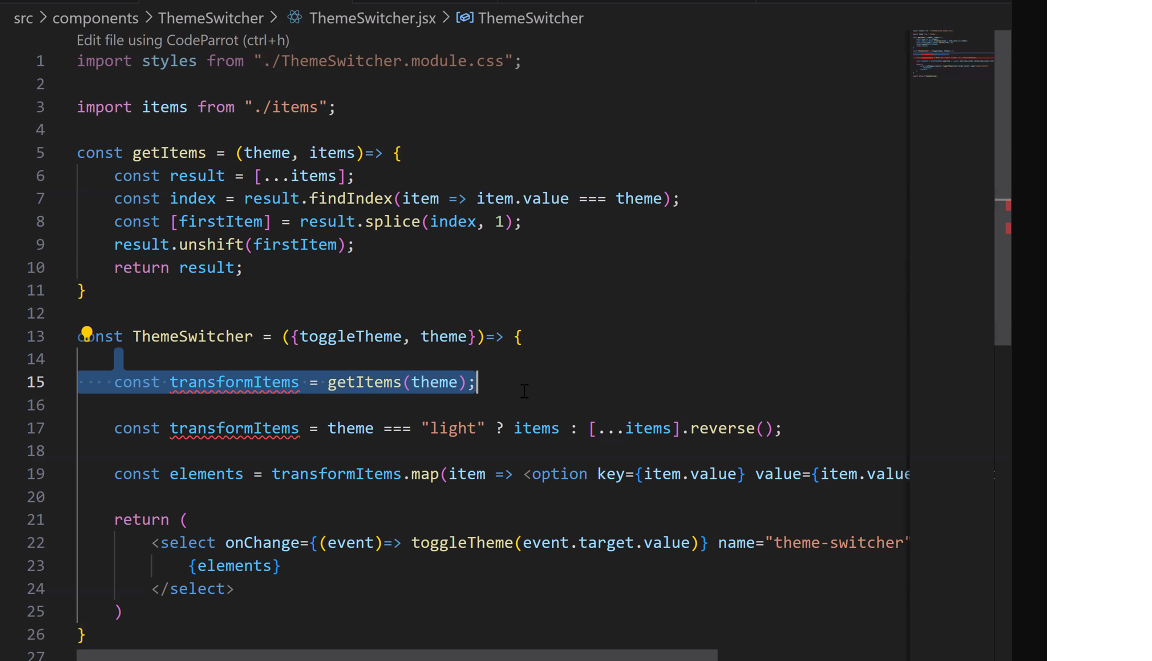 src > components > ThemeSwitcher > ThemeSwitcher.jsx > ThemeSwitcher
Edit file using CodeParrot (ctrl+h)
1 import styles from "./ThemeSwitcher.module.css";
2
3 import items from "./items";
4
5 const getItems = (theme, items)=> {
6 const result = [...items];
7 const index = result.findIndex(item => item.value === theme);
8 const [firstItem] = result.splice(index, 1);
9 result.unshift(firstItem);
10 return result;
11 }
12
13 const ThemeSwitcher = ({toggleTheme, theme})=> {
14
15 const transformItems = getItems(theme);
16
17 const transformItems = theme === "light" ? items : [...items].reverse();
18
19 const elements = transformItems.map(item => <option key={item.value} value={item.value
20
21 return (
22 <select onChange={(event)=> toggleTheme(event.target.value)} name="theme-switcher"
23 {elements}
24 </select>
25 )
26 }
27